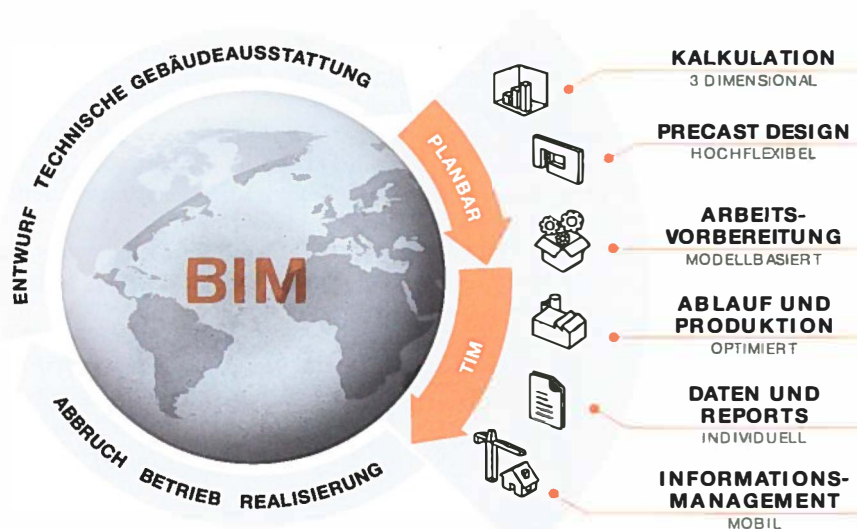 ENTWURF TECHNISCHE GEBÄUDEAUSSTATTUNG
PLANBAR
BIM
TIM
ABBRUCH BETRIEB REALISIERUNG
KALKULATION
3 DIMENSIONAL
PRECAST DESIGN
HOCHFLEXIBEL
ARBEITS-
VORBEREITUNG
MODELLBASIERT
ABLAUF UND
PRODUKTION
OPTIMIERT
DATEN UND
REPORTS
INDIVIDUELL
INFORMATIONS-
MANAGEMENT
MOBIL